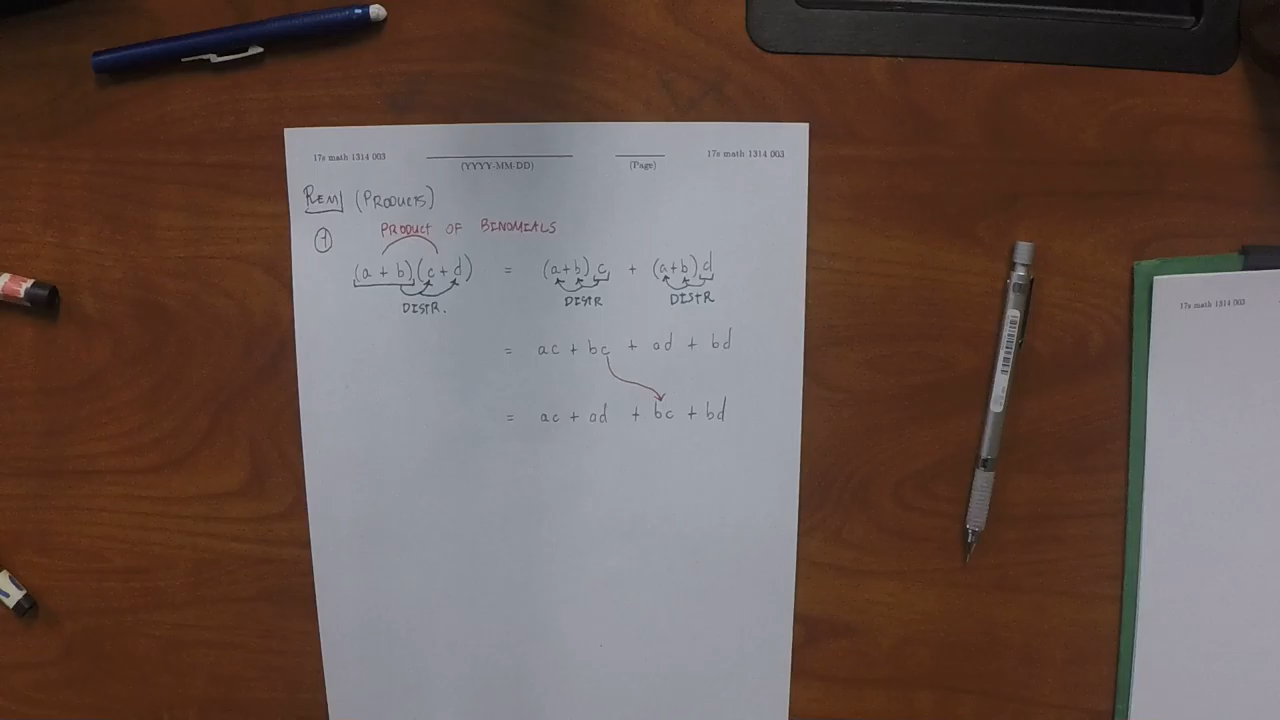 17s math 1314 003 (YYYY-MM-DD) (Page) 17s math 1314 003
REM (PRODUCTS)
PRODUCT OF BINOMIALS
1
(a + b)(c + d) = (a+b)c + (a+b)d
DISTR. DISTR DISTR
= ac + bc + ad + bd
= ac + ad + bc + bd
17s math 1314 003